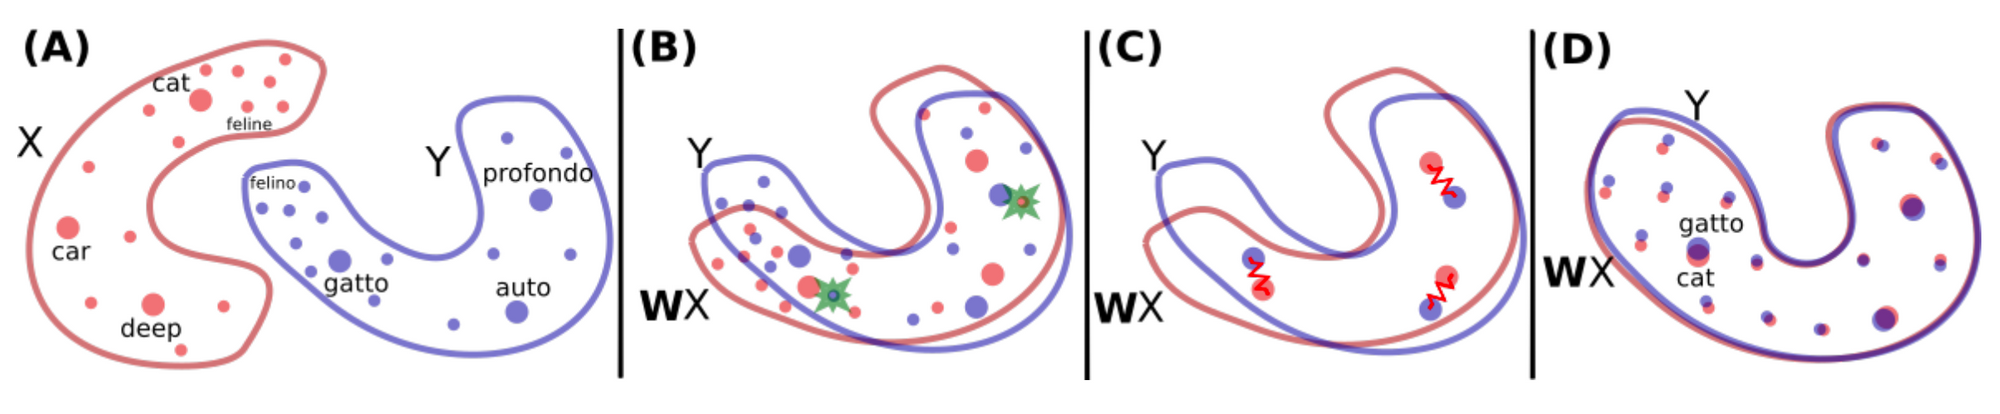 (A)
cat
feline
X
car
deep
Y
felino
profondo
gatto
auto
(B)
Y
WX
(C)
Y
WX
(D)
Y
gatto
cat
WX